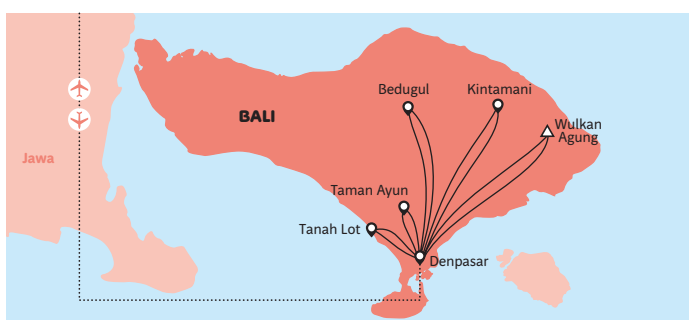 Bedugul
Kintamani
BALI
Wulkan
Agung
Jawa
Taman Ayun
Tanah Lot
Denpasar